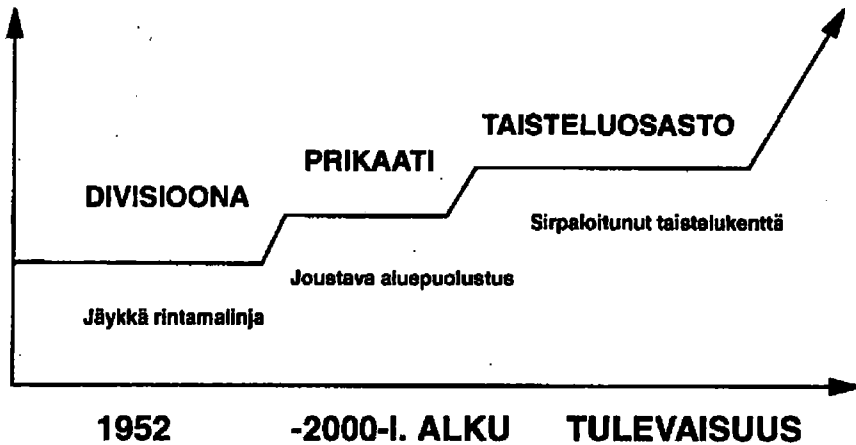 TAISTELUOSASTO
PRIKAATI
DIVISIOONA
Sirpaloitunut taistelukenttä
Joustava aluepuolustus
Jäykkä rintamalinja
1952 -2000-l. ALKU TULEVAISUUS